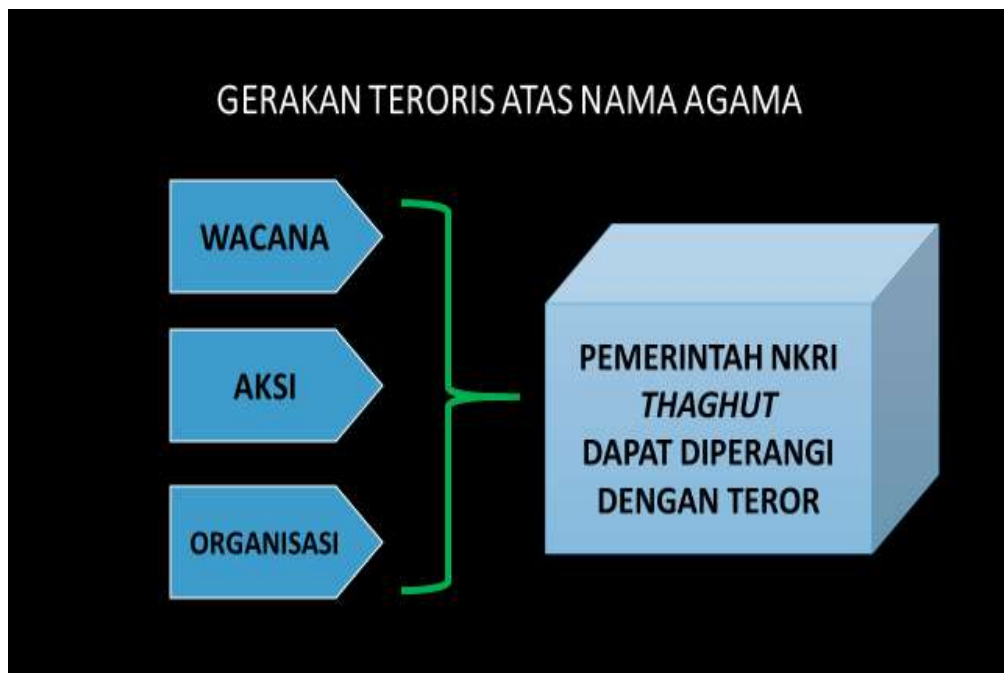 GERAKAN TERORIS ATAS NAMA AGAMA
WACANA
AKSI
ORGANISASI
PEMERINTAH NKRI
THAGHUT
DAPAT DIPERANGI
DENGAN TEROR